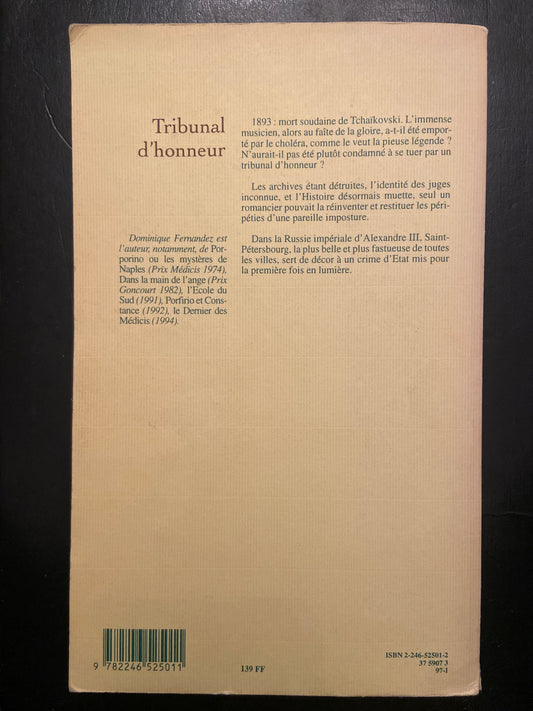 Tribunal
d'honneur
1893 : mort soudaine de Tchaïkovski. L'immense
musicien, alors au faîte de la gloire, a-t-il été empor-
té par le choléra, comme le veut la pieuse légende ?
N'aurait-il pas été plutôt condamné à se tuer par un
tribunal d'honneur ?
Les archives étant détruites, l'identité des juges
inconnue, et l'Histoire désormais muette, seul un
romancier pouvait la réinventer et restituer les péri-
péties d'une pareille imposture.
Dans la Russie impériale d'Alexandre III, Saint-
Pétersbourg, la plus belle et plus fastueuse de toutes
les villes, sert de décor à un crime d'Etat mis pour
la première fois en lumière.
Dominique Fernandez est
l'auteur, notamment, de Por-
porino ou les mystères de
Naples (Prix Médicis 1974),
Dans la main de l'ange (Prix
Goncourt 1982), l'Ecole du
Sud (1991), Porfirio et Cons-
tance (1992), le Dernier des
Médicis (1994).
9 782246 525011
139 FF
ISBN 2-246-52501-2
37 5907 3
97-I